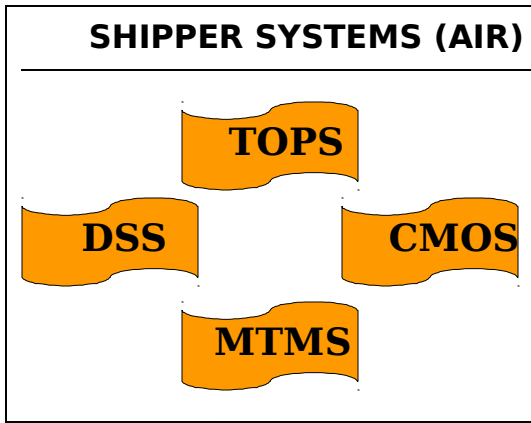 SHIPPER SYSTEMS (AIR)
TOPS
DSS
CMOS
MTMS